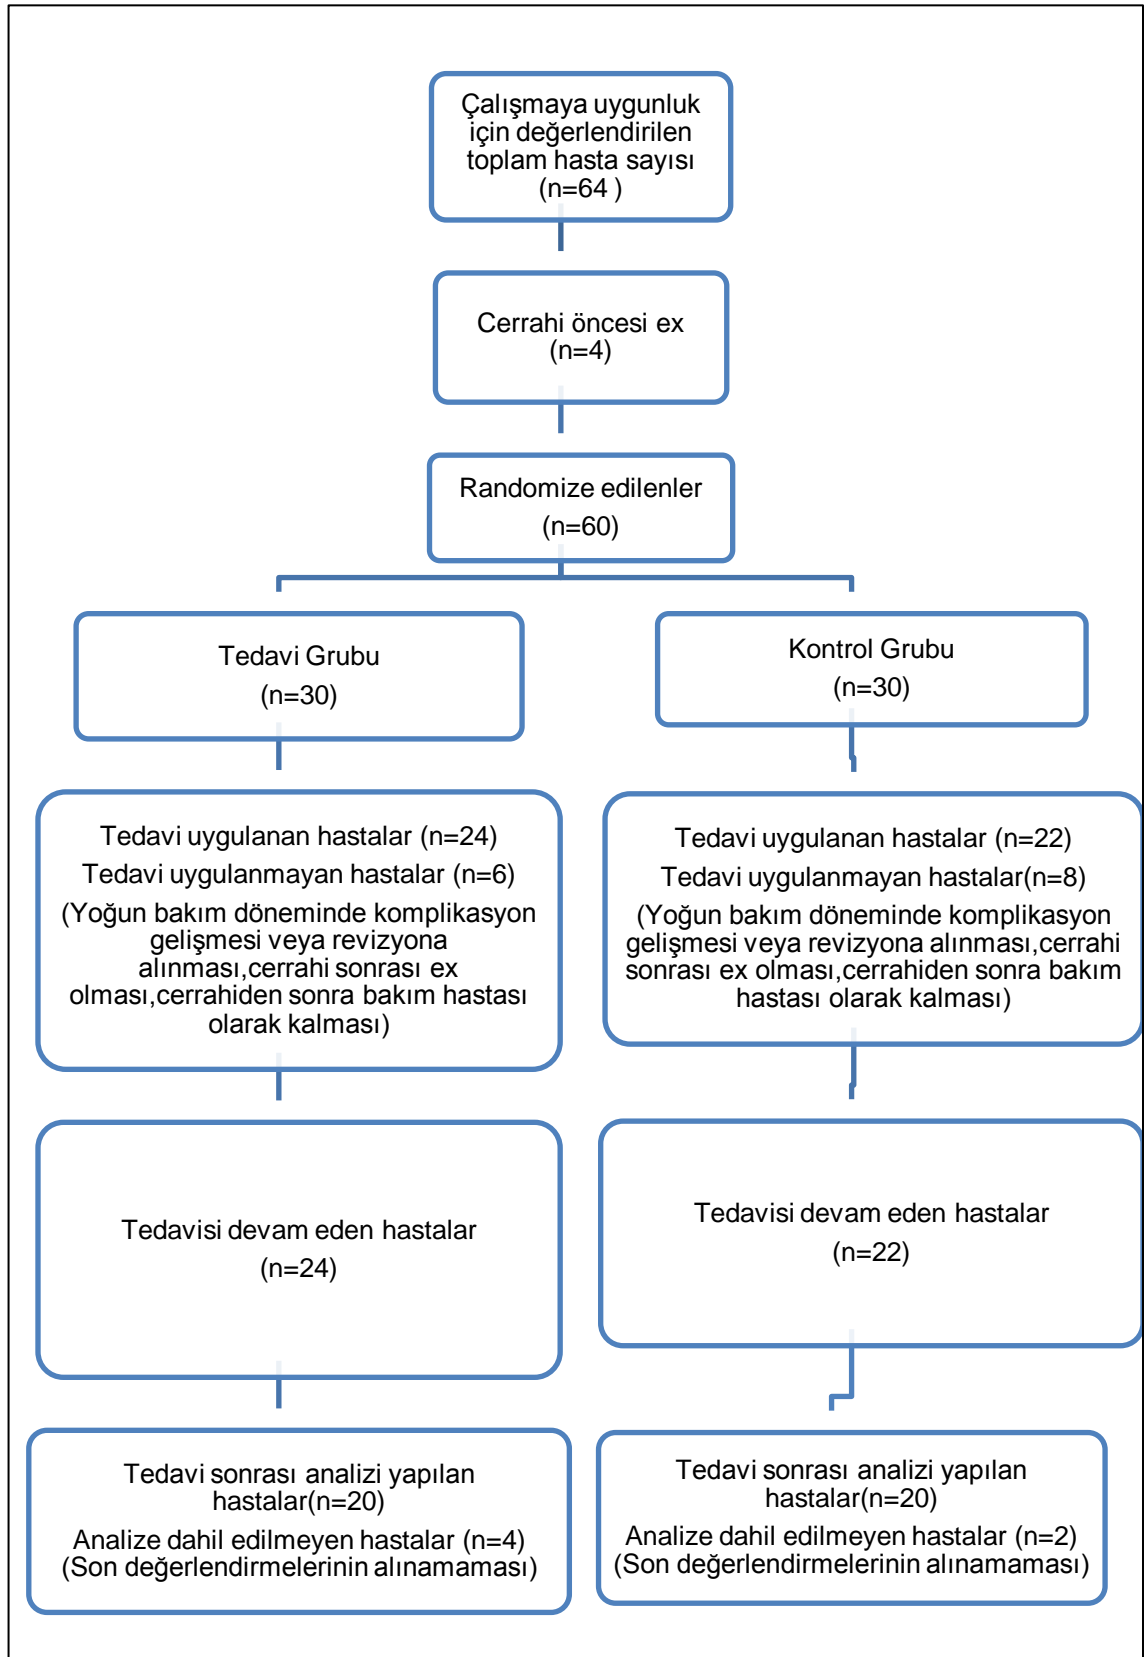 Çalışmaya uygunluk
için değerlendirilen
toplam hasta sayısı
(n=64 )
Cerrahi öncesi ex
(n=4)
Randomize edilenler
(n=60)
Tedavi Grubu
(n=30)
Kontrol Grubu
(n=30)
Tedavi uygulanan hastalar (n=24)
Tedavi uygulanmayan hastalar (n=6)
(Yoğun bakım döneminde komplikasyon
gelişmesi veya revizyona
alınması,cerrahi sonrası ex
olması,cerrahiden sonra bakım hastası
olarak kalması)
Tedavi uygulanan hastalar (n=22)
Tedavi uygulanmayan hastalar(n=8)
(Yoğun bakım döneminde komplikasyon
gelişmesi veya revizyona alınması,cerrahi
sonrası ex olması,cerrahiden sonra bakım
hastası olarak kalması)
Tedavisi devam eden hastalar
(n=24)
Tedavisi devam eden hastalar
(n=22)
Tedavi sonrası analizi yapılan
hastalar(n=20)
Analize dahil edilmeyen hastalar (n=4)
(Son değerlendirmelerinin alınamaması)
Tedavi sonrası analizi yapılan
hastalar(n=20)
Analize dahil edilmeyen hastalar (n=2)
(Son değerlendirmelerinin alınamaması)